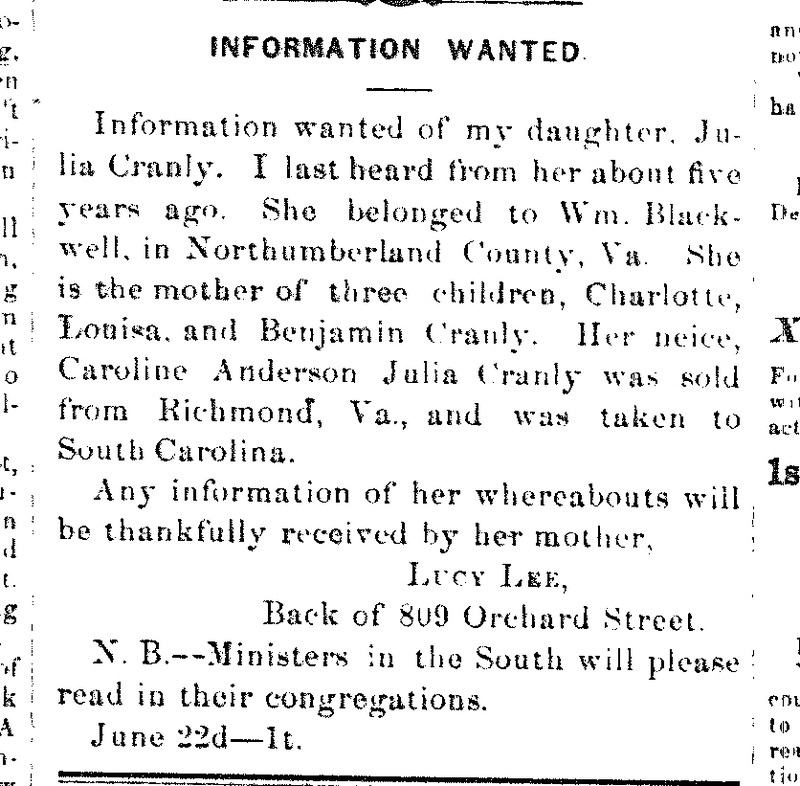 INFORMATION WANTED.
Information wanted of my daughter, Ju-
lia Cranly. I last heard from her about five
years ago. She belonged to Wm. Black-
well, in Northumberland County, Va. She
is the mother of three children, Charlotte,
Louisa, and Benjamin Cranly. Her neice,
Caroline Anderson Julia Cranly was sold
from Richmond, Va., and was taken to
South Carolina.
Any information of her whereabouts will
be thankfully received by her mother,
LUCY LEE,
Back of 809 Orchard Street.
N. B.--Ministers in the South will please
read in their congregations.
June 22d—1t.